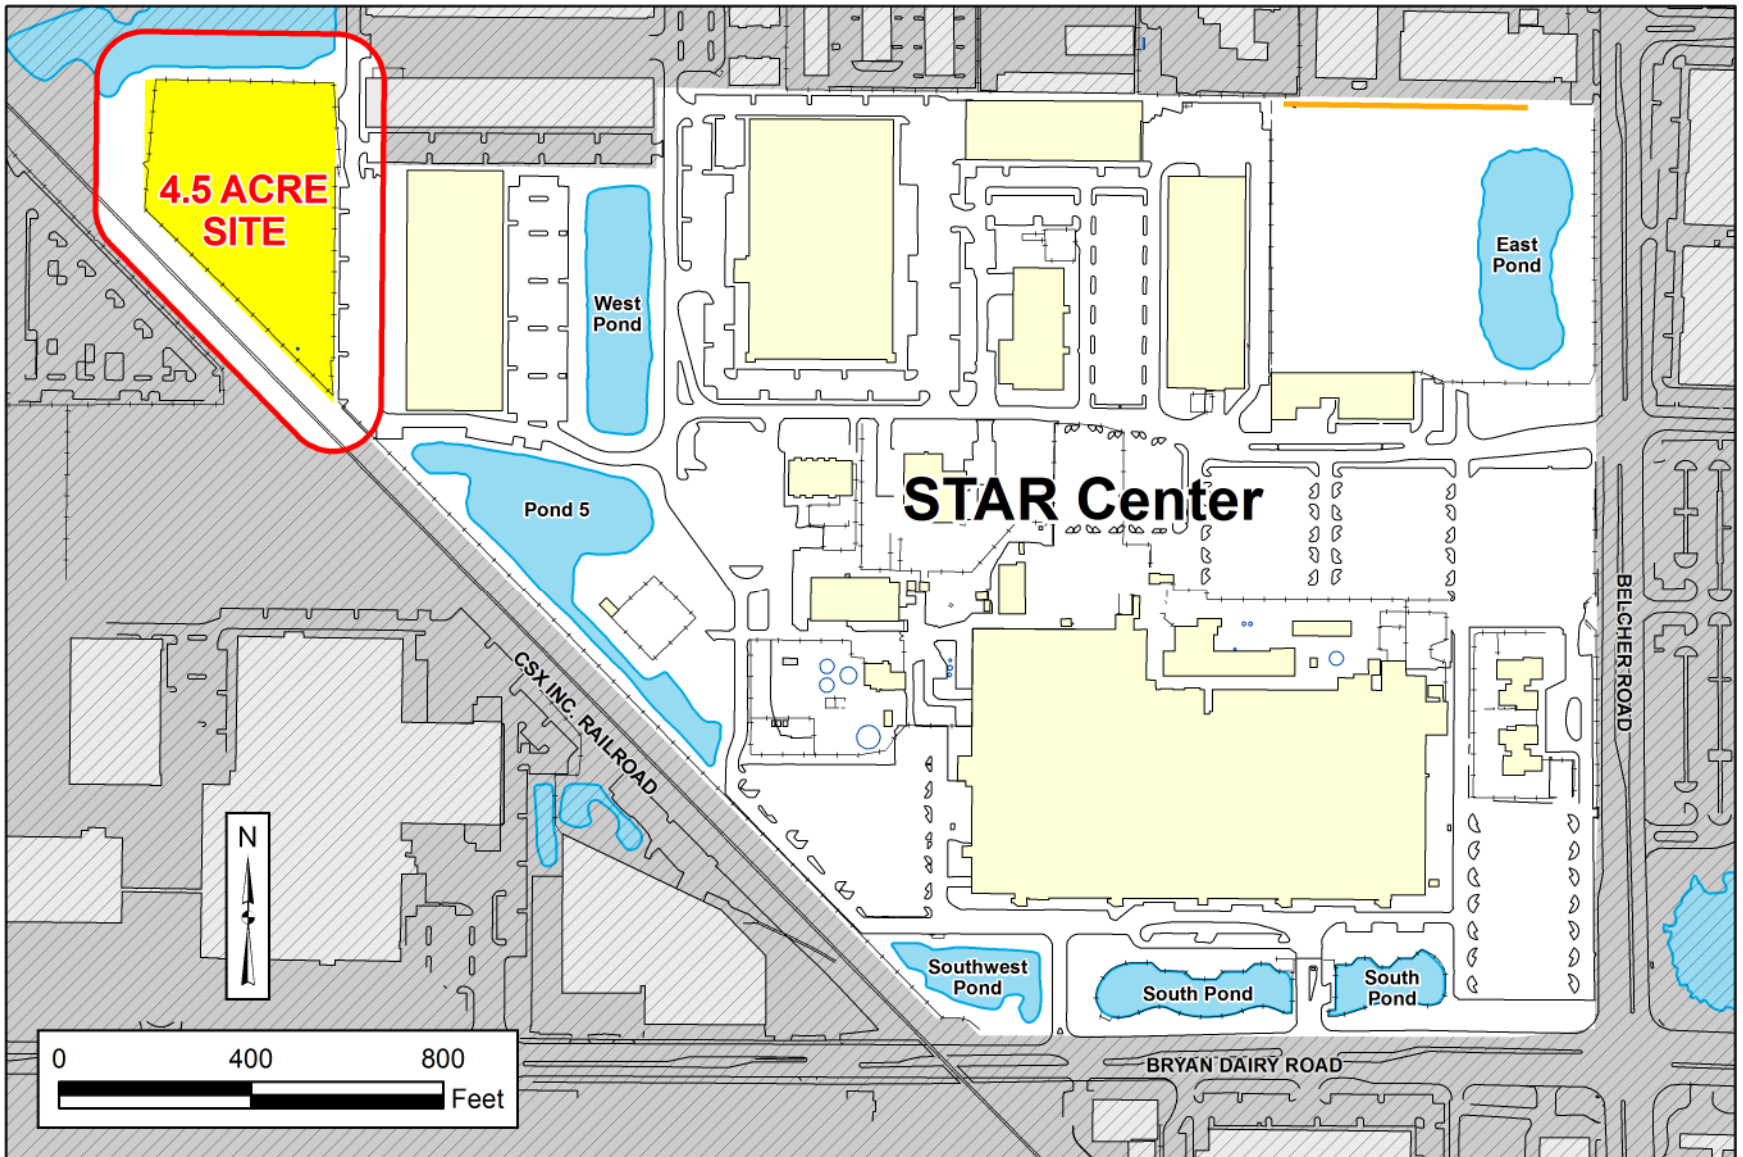 4.5 ACRE
SITE
West
Pond
East
Pond
STAR Center
Pond 5
BELCHER ROAD
CSX INC. RAILROAD
N
Southwest
Pond
South Pond
South
Pond
BRYAN DAIRY ROAD
0 400 800
Feet